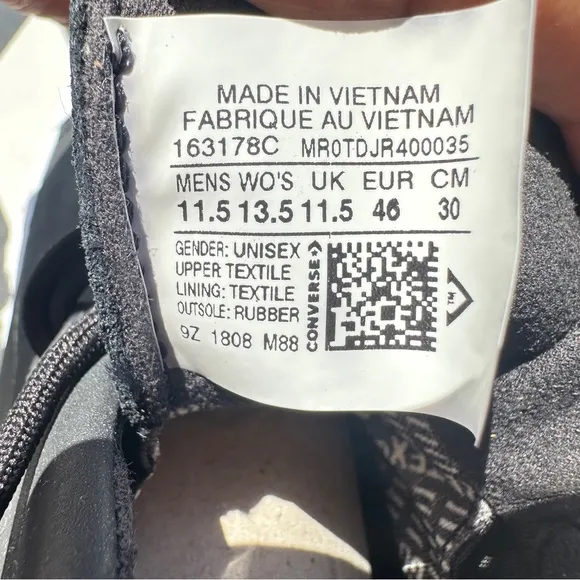 MADE IN VIETNAM
FABRIQUE AU VIETNAM
163178C MR0TDJR400035
MENS WO'S UK EUR CM
11.5 13.5 11.5 46 30
GENDER: UNISEX
UPPER TEXTILE
LINING: TEXTILE
OUTSOLE: RUBBER
9Z 1808 M88
CONVERSE
TM